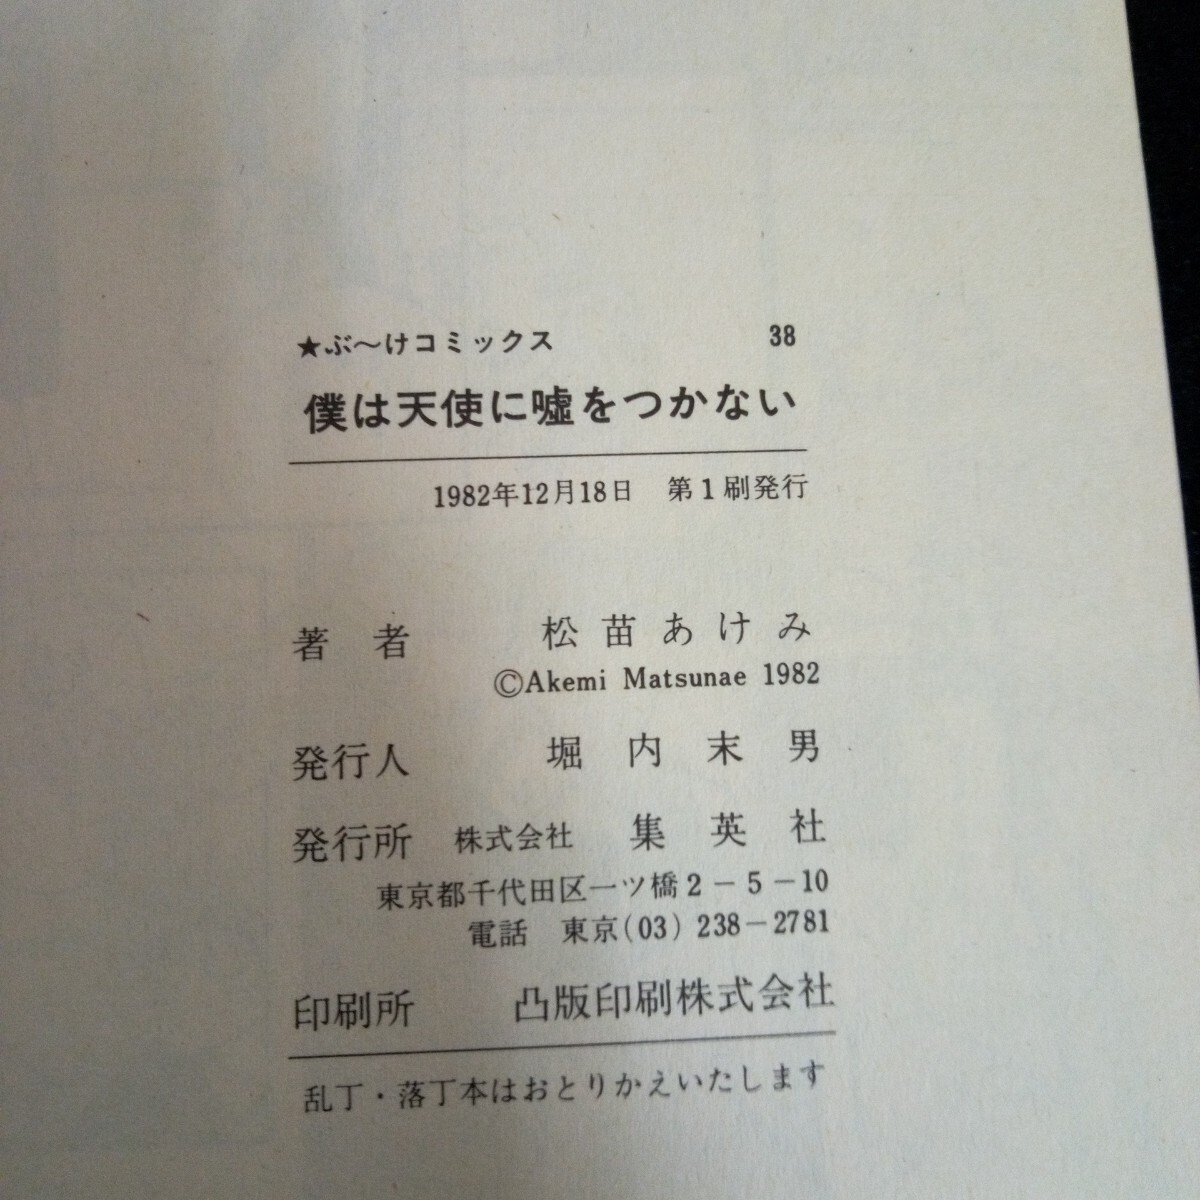 ★ぶ〜けコミックス 38
僕は天使に嘘をつかない
1982年12月18日 第1刷発行
著者 松苗あけみ
©Akemi Matsunae 1982
発行人 堀内末男
発行所 株式会社 集英社
東京都千代田区一ツ橋2−5−10
電話 東京(03) 238−2781
印刷所 凸版印刷株式会社
乱丁・落丁本はおとりかえいたします